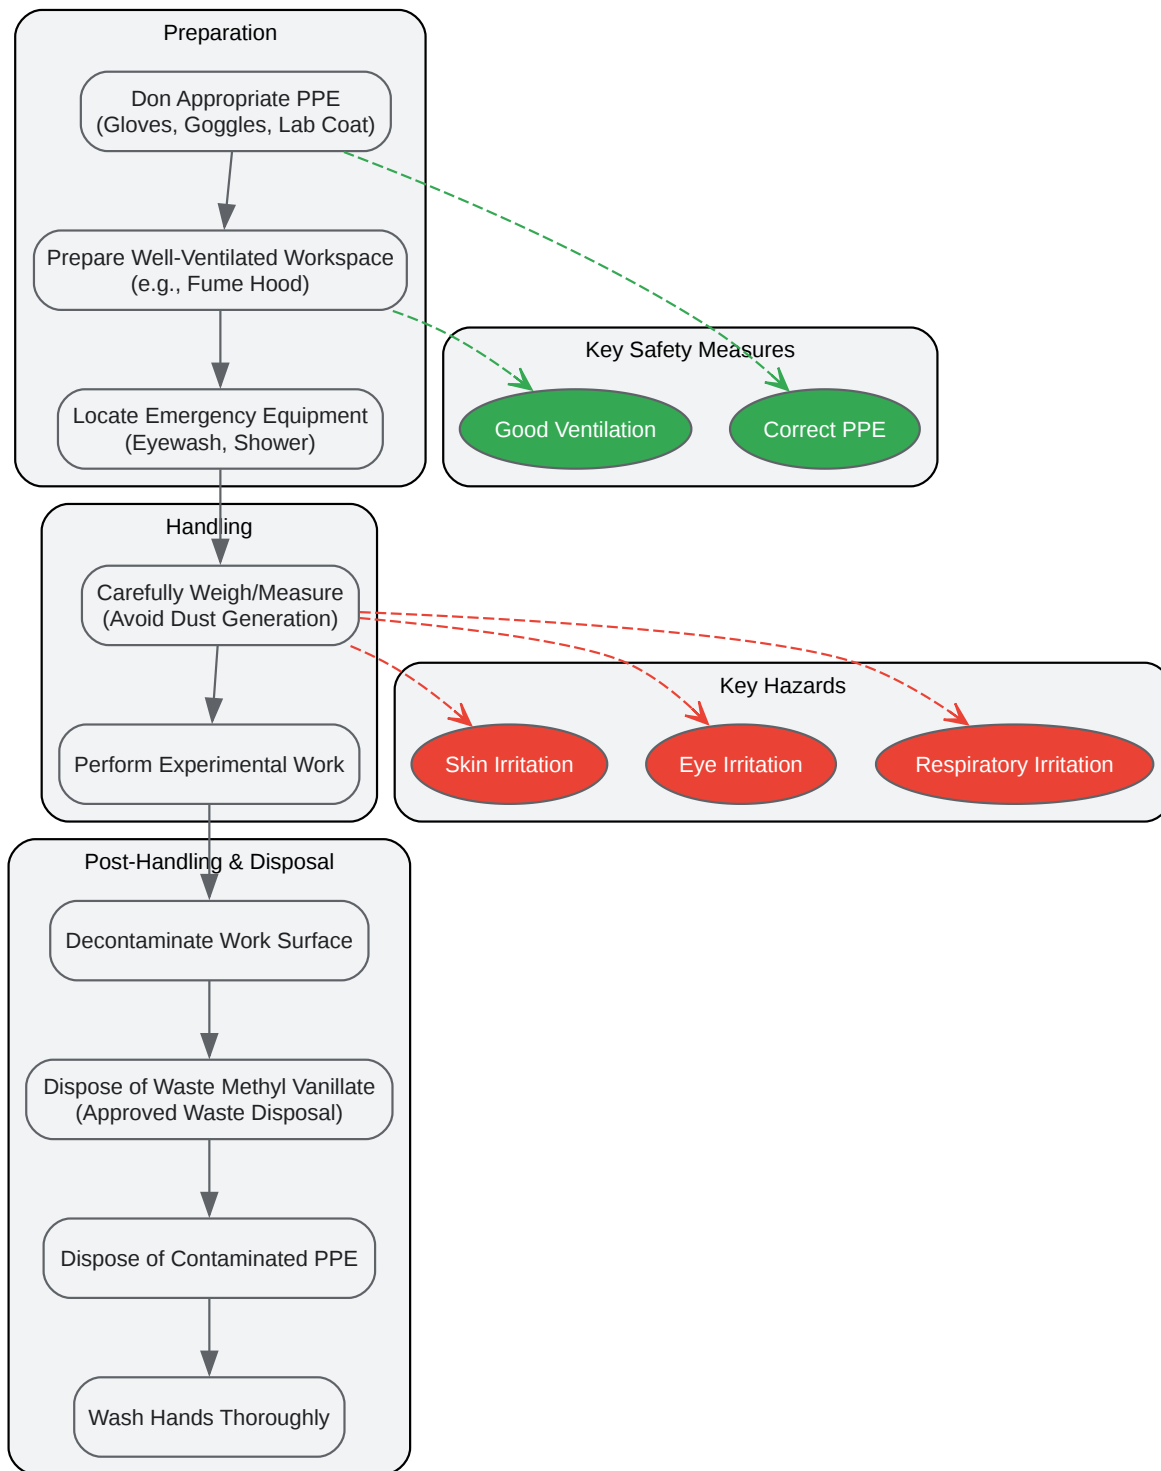 Preparation
Don Appropriate PPE
(Gloves, Goggles, Lab Coat)
Prepare Well-Ventilated Workspace
(e.g., Fume Hood)
Key Safety Measures
Locate Emergency Equipment
(Eyewash, Shower)
Good Ventilation
Correct PPE
Handling
Carefully Weigh/Measure
(Avoid Dust Generation)
Key Hazards
Perform Experimental Work
Skin Irritation
Eye Irritation
Respiratory Irritation
Post-Handling & Disposal
Decontaminate Work Surface
Dispose of Waste Methyl Vanillate
(Approved Waste Disposal)
Dispose of Contaminated PPE
Wash Hands Thoroughly